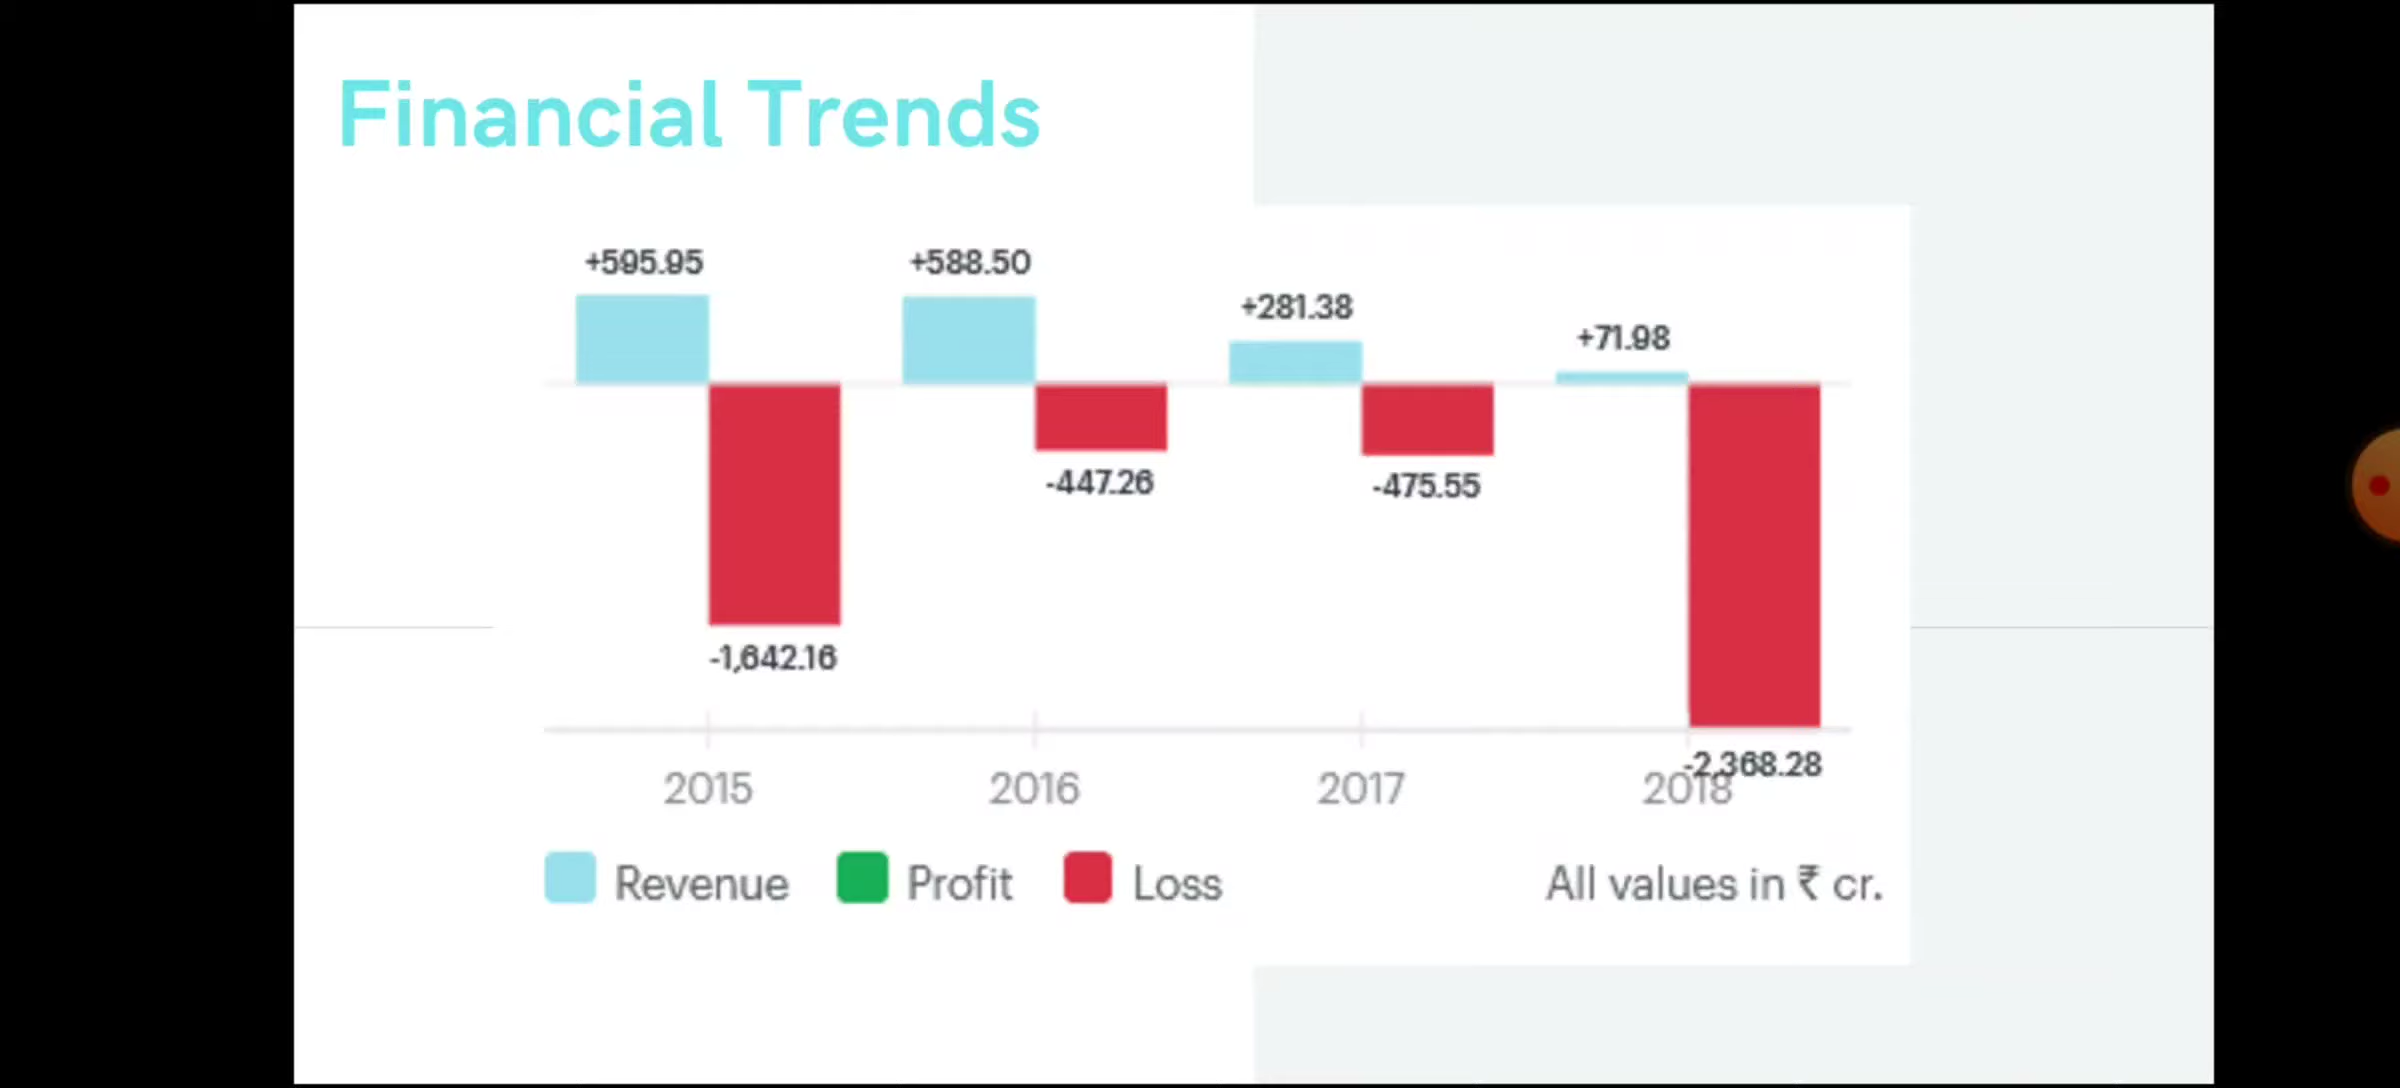 Financial Trends
+595.95
+588.50
+281.38
+71.98
-447.26
-475.55
-1,642.16
-2,368.28
2015 2016 2017 2018
Revenue Profit Loss All values in ₹ cr.